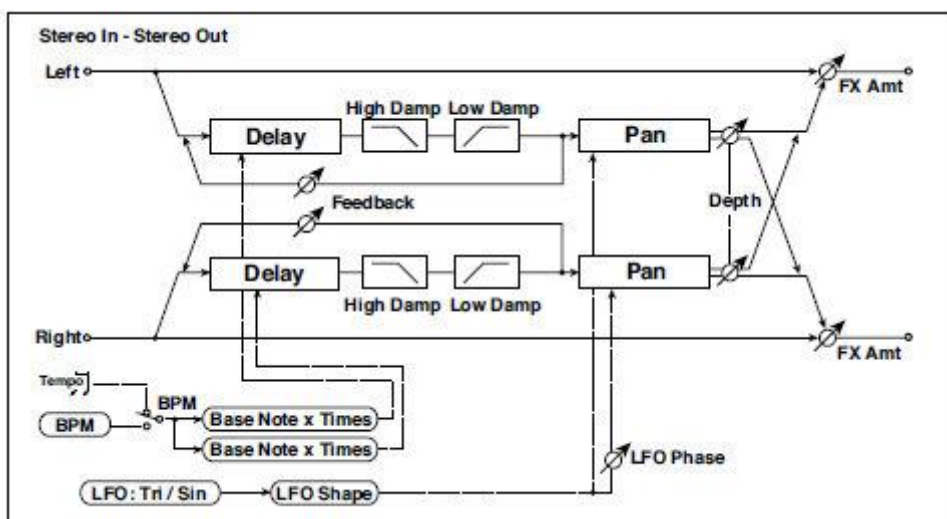 Stereo In - Stereo Out
Left
FX Amt
High Damp Low Damp
Delay
Pan
Feedback
Depth
Delay
Pan
High Damp Low Damp
Right
FX Amt
Tempo
BPM
BPM
Base Note x Times
Base Note x Times
LFO Phase
LFO : Tri / Sin
LFO Shape